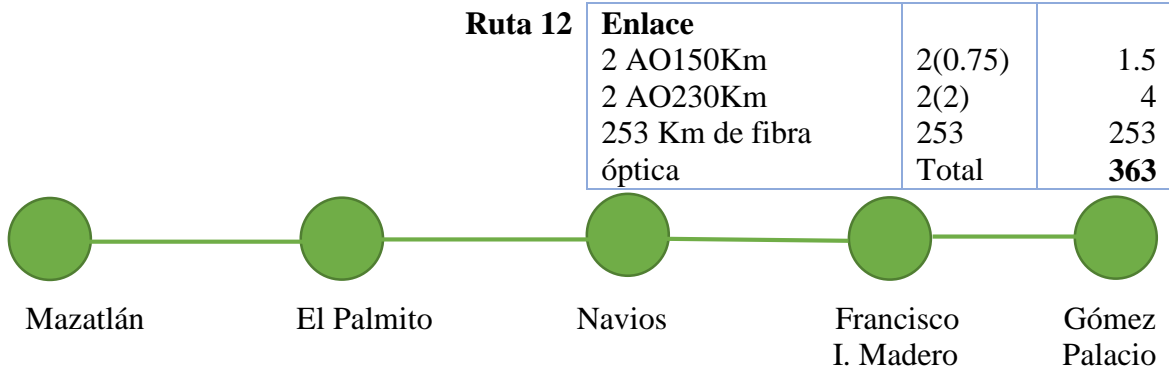 Ruta 12 Enlace
2 AO150Km 2(0.75) 1.5
2 AO230Km 2(2) 4
253 Km de fibra 253 253
óptica Total 363
Mazatlán El Palmito Navios Francisco Gómez
I. Madero Palacio